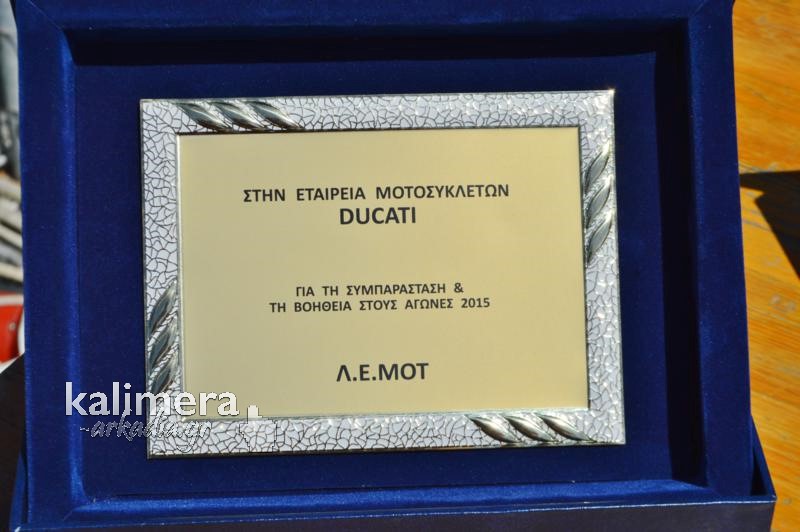 ΣΤΗΝ ΕΤΑΙΡΕΙΑ ΜΟΤΟΣΥΚΛΕΤΩΝ
DUCATI
ΓΙΑ ΤΗ ΣΥΜΠΑΡΑΣΤΑΣΗ &
ΤΗ ΒΟΗΘΕΙΑ ΣΤΟΥΣ ΑΓΩΝΕΣ 2015
Λ.Ε.ΜΟΤ
kalimera
-arkadia.gr